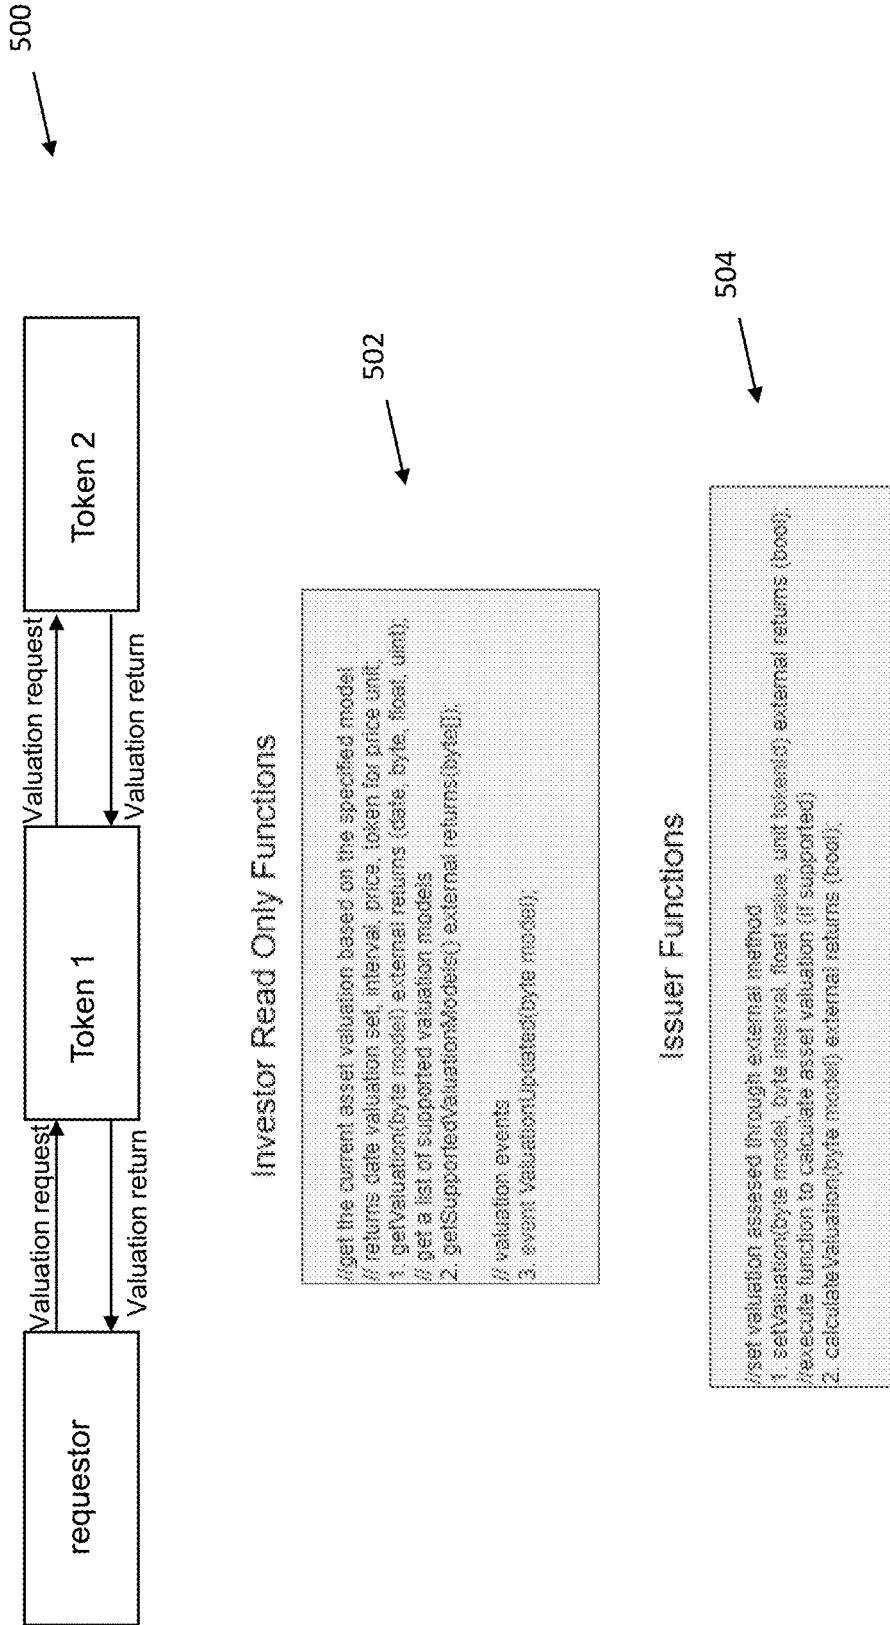 500
requestor
Valuation request
Valuation return
Token 1
Valuation request
Valuation return
Token 2
Investor Read Only Functions
502
//get the current asset valuation based on the specified model
// returns date valuation set, interval, price, token for price unit,
1. getValuation(byte model) external returns (date, byte, float, uint);
// get a list of supported valuation models
2. getSupportedValuationModels() external returns(byte[]);
// valuation events
3. event ValuationUpdated(byte model);
Issuer Functions
504
//set valuation assesed through external method
1. setValuation(byte model, byte interval, float value, unit tokenId) external returns (bool);
//execute function to calculate asset valuation (if supported)
2. calculateValuation(byte model) external returns (bool);